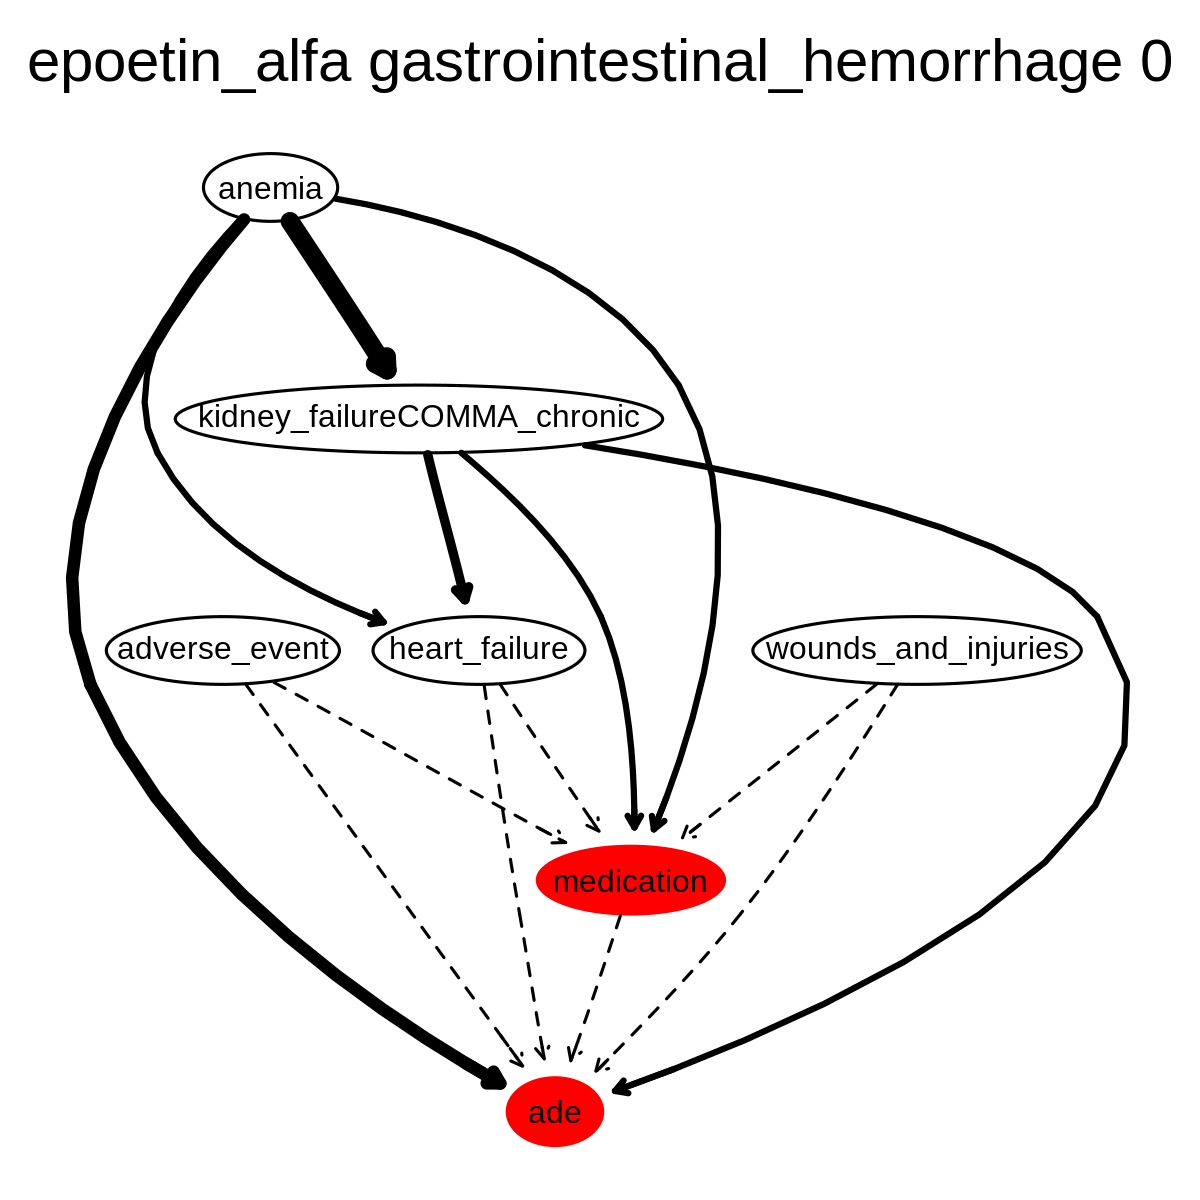 epoetin_alfa gastrointestinal_hemorrhage 0
anemia
kidney_failureCOMMA_chronic
adverse_event
heart_failure
wounds_and_injuries
medication
ade